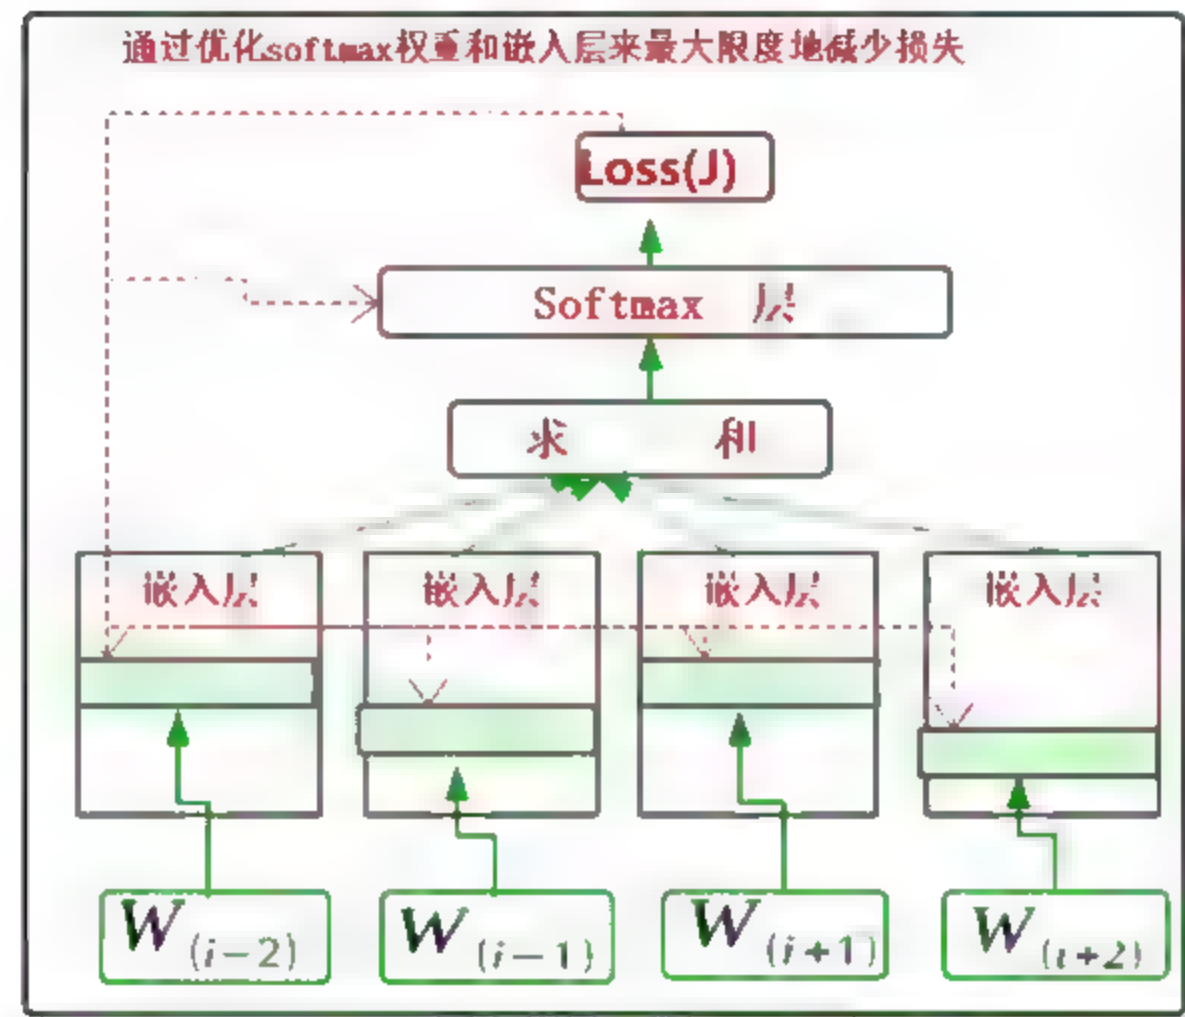 通过优化softmax权重和嵌入层来最大限度地减少损失
Loss(J)
Softmax 层
求 和
嵌入层 嵌入层 嵌入层 嵌入层
W(i-2) W(i-1) W(i+1) W(i+2)